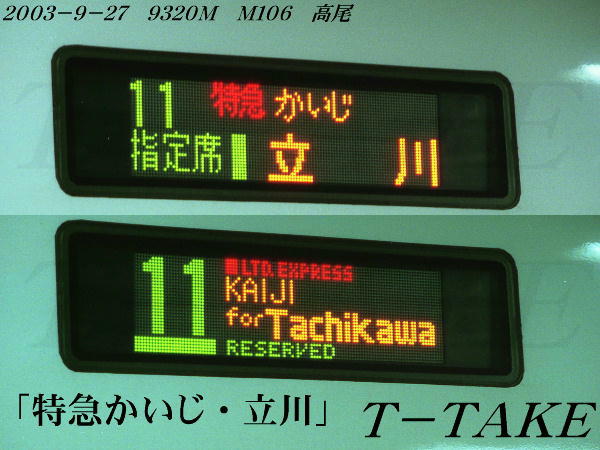 2003−9−27　9320M　M106　高尾
11 特急 かいじ
指定席 立川
11 LTD. EXPRESS
KAIJI
for Tachikawa
RESERVED
「特急かいじ・立川」 T−TAKE